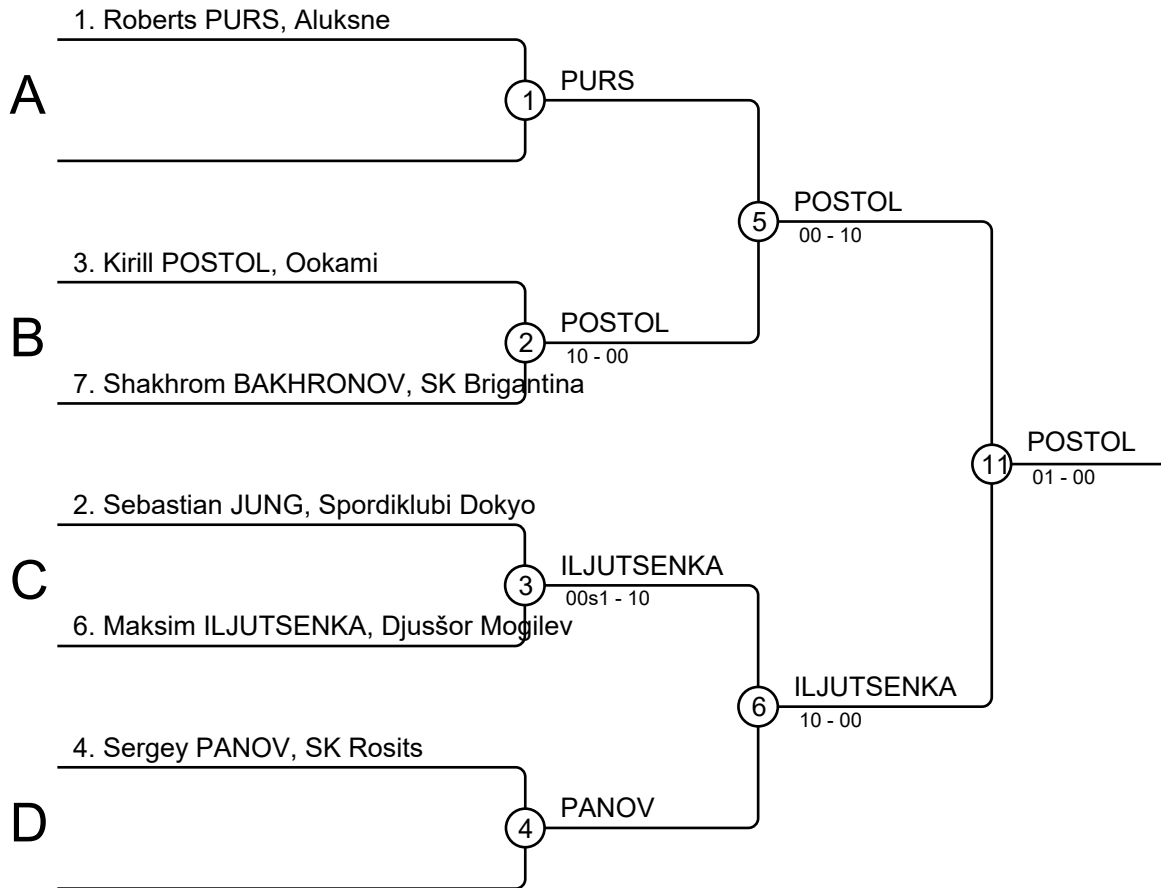 1. Roberts PURS, Aluksne
A
1
PURS
5
POSTOL
00 - 10
3. Kirill POSTOL, Ookami
B
2
POSTOL
10 - 00
7. Shakhrom BAKHRONOV, SK Brigantina
11
POSTOL
01 - 00
2. Sebastian JUNG, Spordiklubi Dokyo
C
3
ILJUTSENKA
00s1 - 10
6. Maksim ILJUTSENKA, Djusšor Mogilev
6
ILJUTSENKA
10 - 00
4. Sergey PANOV, SK Rosits
D
4
PANOV